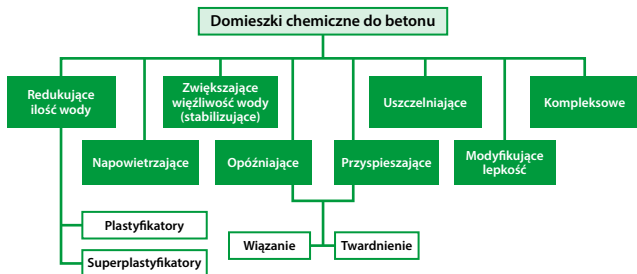 Domieszki chemiczne do betonu
Redukujące
ilość wody
Zwiększające
więźliwość wody
(stabilizujące)
Uszczelniające
Kompleksowe
Napowietrzające
Opóźniające
Przyspieszające
Modyfikujące
lepkość
Plastyfikatory
Superplastyfikatory
Wiązanie
Twardnienie